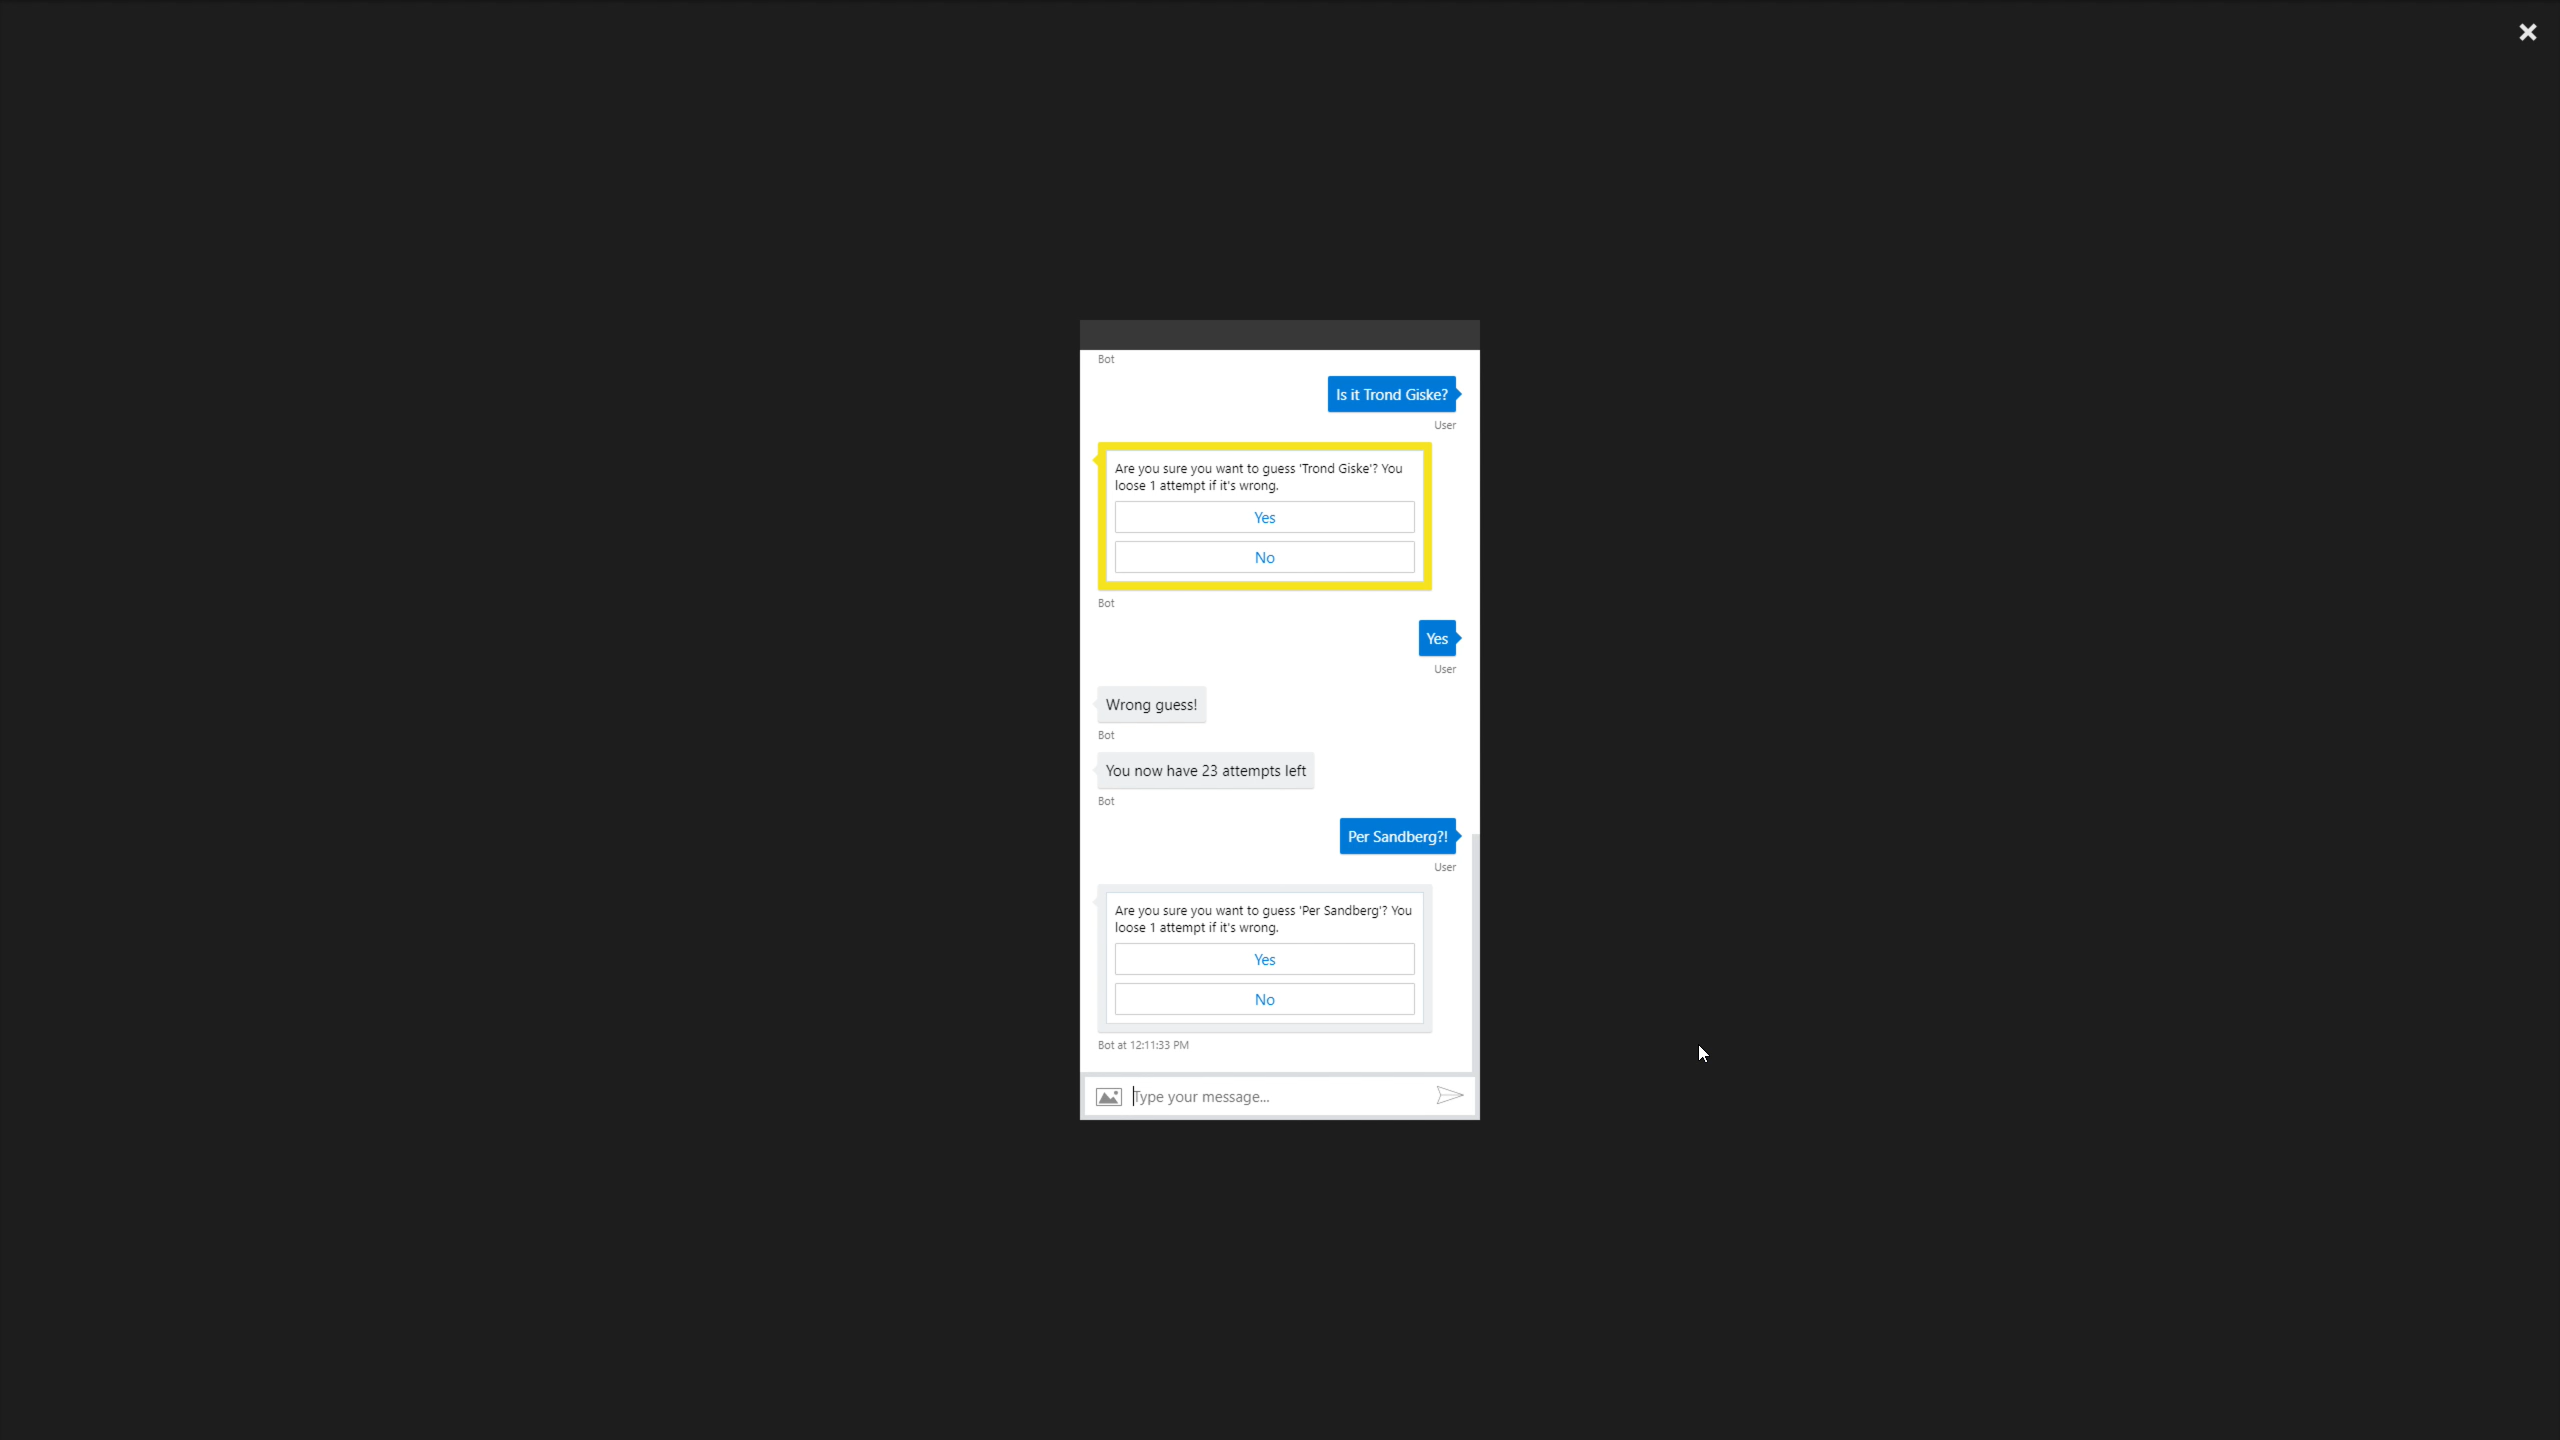 Bot
Is it Trond Giske?
User
Are you sure you want to guess 'Trond Giske'? You
loose 1 attempt if it's wrong.
Yes
No
Bot
Yes
User
Wrong guess!
Bot
You now have 23 attempts left
Bot
Per Sandberg?!
User
Are you sure you want to guess 'Per Sandberg'? You
loose 1 attempt if it's wrong.
Yes
No
Bot at 12:11:33 PM
Type your message...